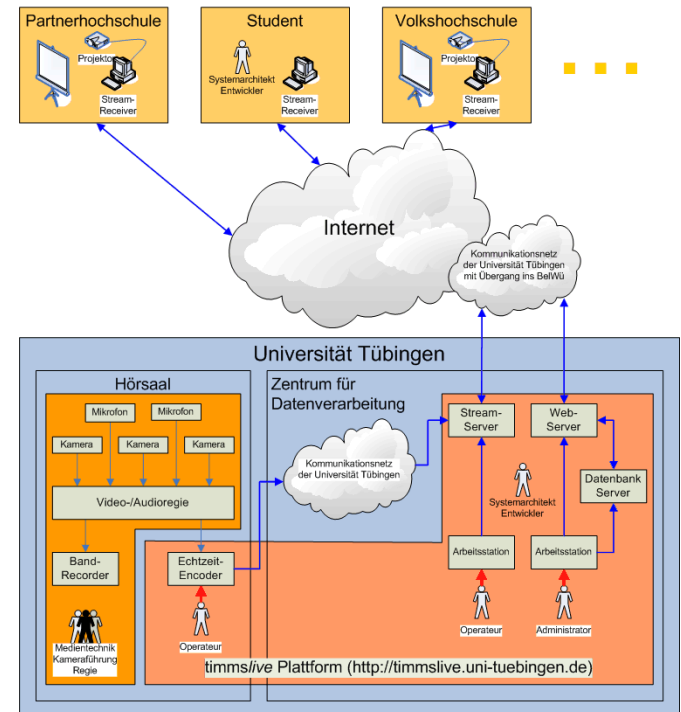 Partnerhochschule
Projektor
Stream-
Receiver
Student
Systemarchitekt
Entwickler
Stream-
Receiver
Volkshochschule
Projektor
Stream-
Receiver
Internet
Kommunikationsnetz
der Universität Tübingen
mit Übergang ins BelWü
Universität Tübingen
Hörsaal
Mikrofon
Mikrofon
Kamera
Kamera
Kamera
Video-/Audioregie
Band-
Recorder
Echtzeit-
Encoder
Medientechnik
Kameraführung
Regie
Operateur
Zentrum für
Datenverarbeitung
Kommunikationsnetz
der Universität Tübingen
Stream-
Server
Web-
Server
Datenbank
Server
Systemarchitekt
Entwickler
Arbeitsstation
Arbeitsstation
Operateur
Administrator
timmslive Plattform (http://timmslive.uni-tuebingen.de)